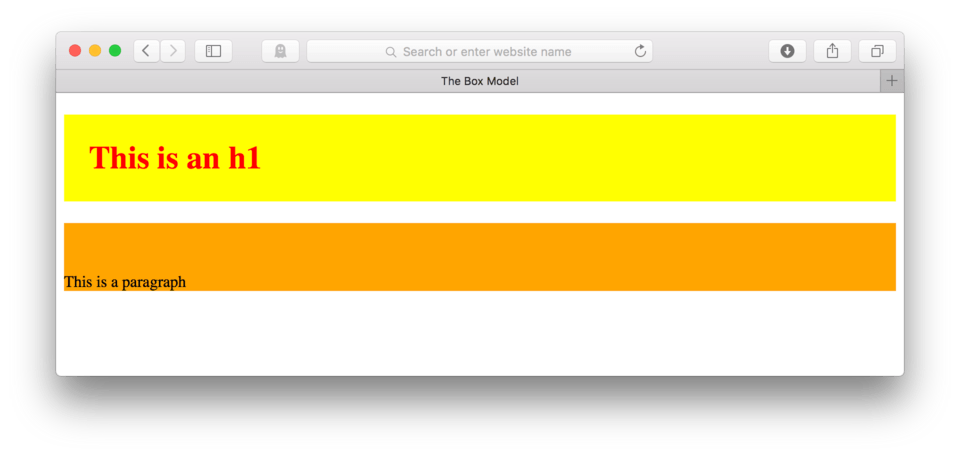 Search or enter website name
The Box Model
This is an h1
This is a paragraph